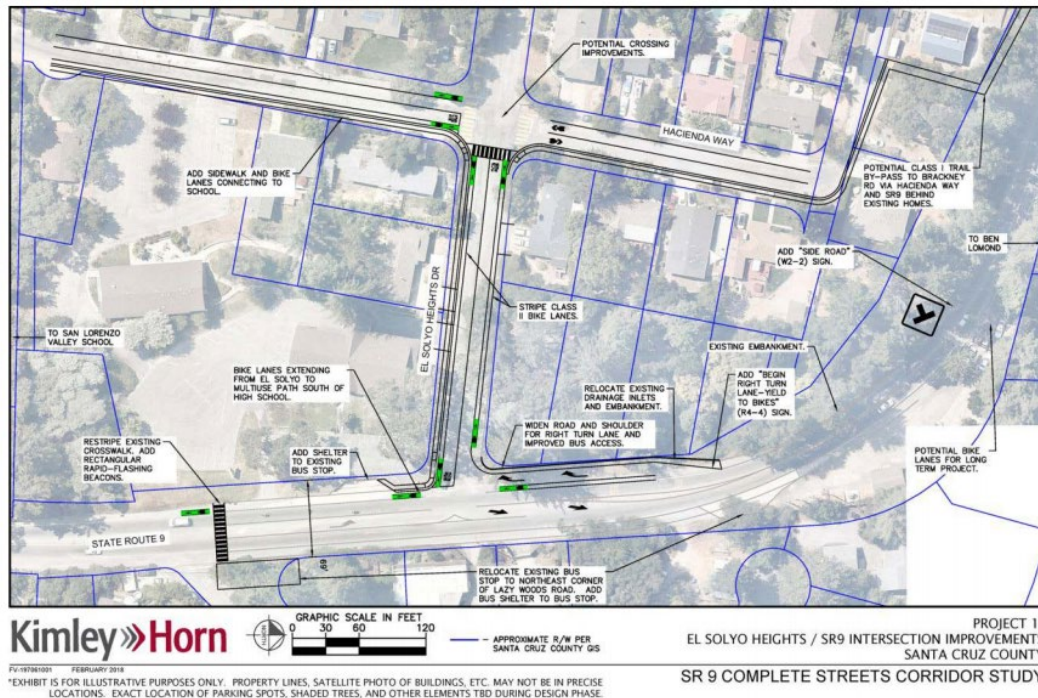 POTENTIAL CROSSING
IMPROVEMENTS.
HACIENDA WAY
ADD SIDEWALK AND BIKE
LANES CONNECTING TO
SCHOOL.
POTENTIAL CLASS I TRAIL
BY-PASS TO BRACKNEY
RD VIA HACIENDA WAY
AND SR9 BEHIND
EXISTING HOMES.
ADD "SIDE ROAD"
(W2-2) SIGN.
TO BEN
LOMOND
STRIPE CLASS
II BIKE LANES.
EL SOLYO HEIGHTS DR
TO SAN LORENZO
VALLEY SCHOOL
EXISTING EMBANKMENT.
BIKE LANES EXTENDING
FROM EL SOLYO TO
MULTIUSE PATH SOUTH OF
HIGH SCHOOL.
RELOCATE EXISTING
DRAINAGE INLETS
AND EMBANKMENT.
ADD "BEGIN
RIGHT TURN
LANE-YIELD
TO BIKES"
(R4-4) SIGN.
WIDEN ROAD AND SHOULDER
FOR RIGHT TURN LANE AND
IMPROVED BUS ACCESS.
RESTRIPE EXISTING
CROSSWALK. ADD
RECTANGULAR
RAPID-FLASHING
BEACONS.
ADD SHELTER
TO EXISTING
BUS STOP.
POTENTIAL BIKE
LANES FOR LONG
TERM PROJECT.
STATE ROUTE 9
69'
RELOCATE EXISTING BUS
STOP TO NORTHEAST CORNER
OF LAZY WOODS ROAD. ADD
BUS SHELTER TO BUS STOP.
Kimley»Horn
NORTH
GRAPHIC SCALE IN FEET
0 30 60 120
- APPROXIMATE R/W PER
SANTA CRUZ COUNTY GIS
PROJECT 1
EL SOLYO HEIGHTS / SR9 INTERSECTION IMPROVEMENTS
SANTA CRUZ COUNTY
SR 9 COMPLETE STREETS CORRIDOR STUDY
FV-197061001 FEBRUARY 2018
*EXHIBIT IS FOR ILLUSTRATIVE PURPOSES ONLY. PROPERTY LINES, SATELLITE PHOTO OF BUILDINGS, ETC. MAY NOT BE IN PRECISE
LOCATIONS. EXACT LOCATION OF PARKING SPOTS, SHADED TREES, AND OTHER ELEMENTS TBD DURING DESIGN PHASE.